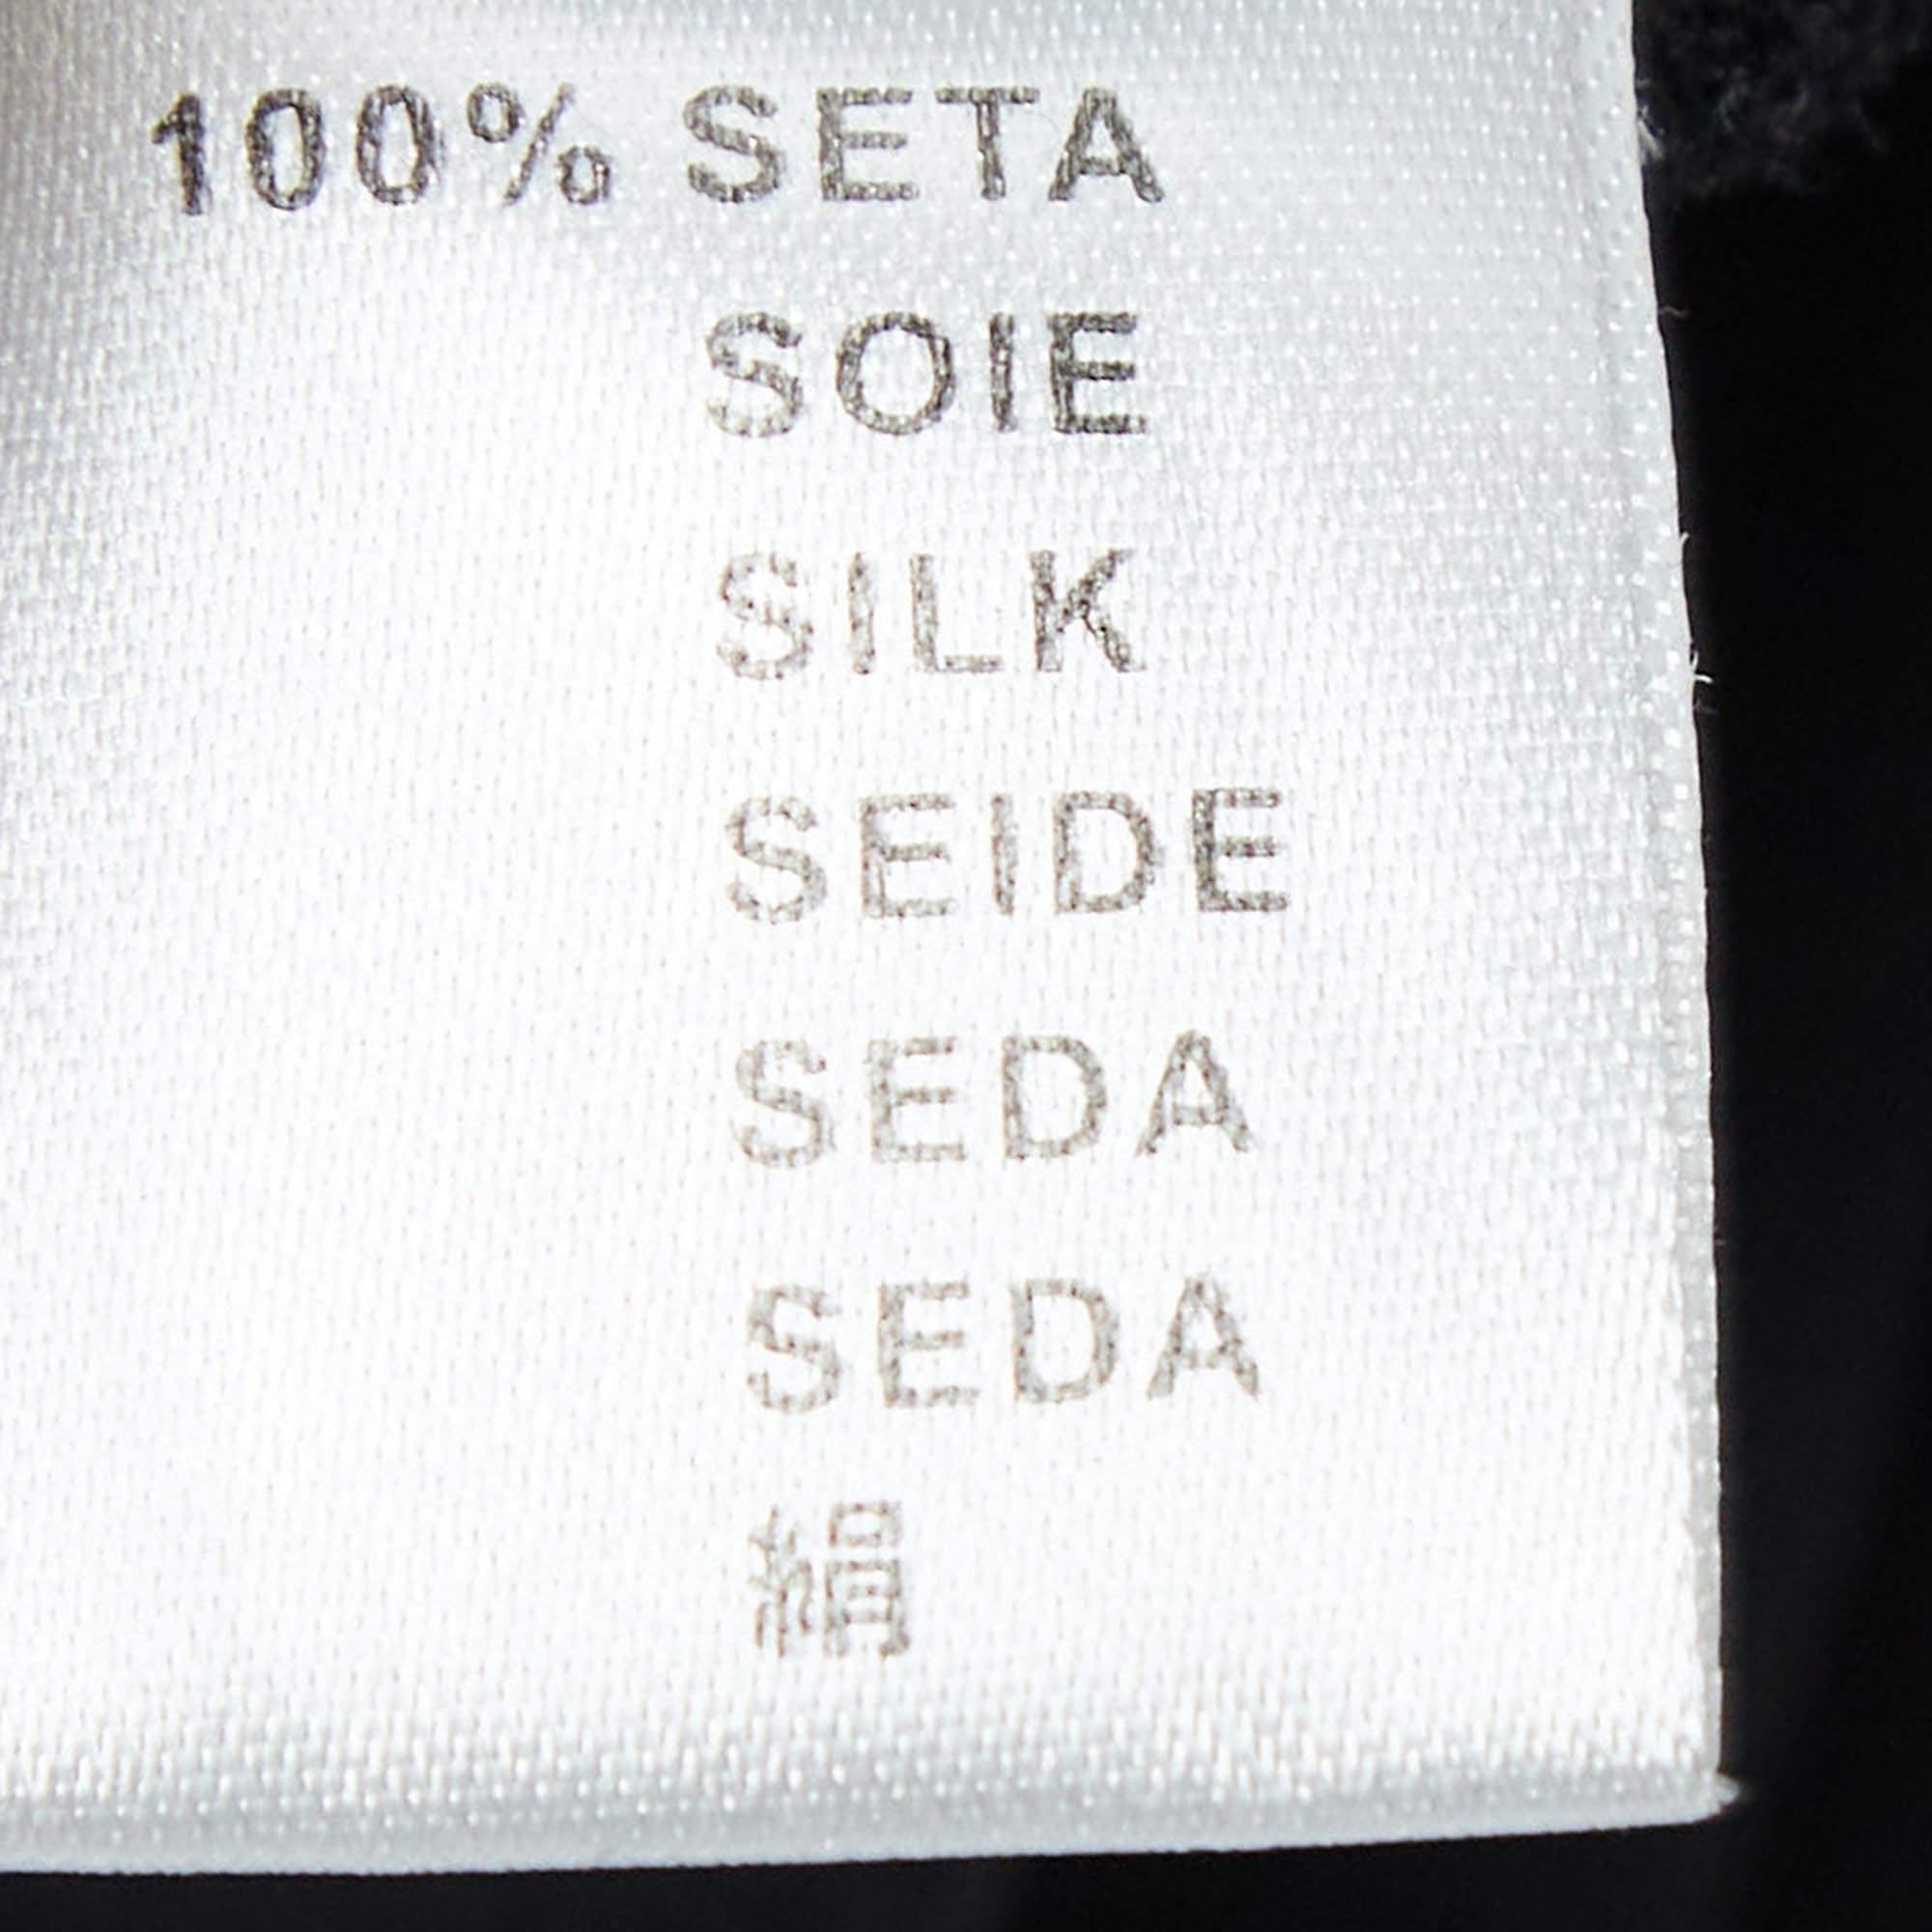 100% SETA
SOIE
SILK
SEIDE
SEDA
SEDA
絹